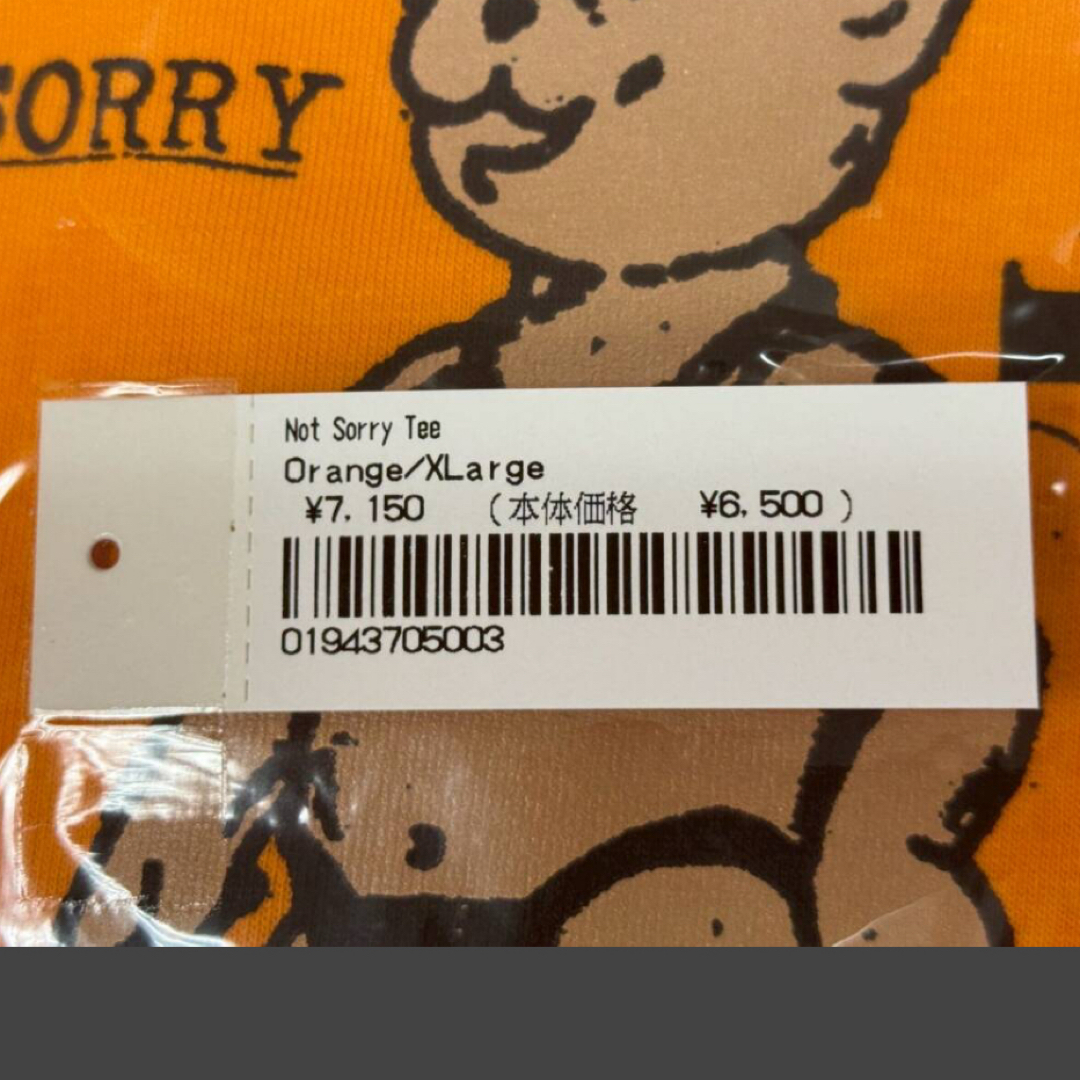 SORRY
Not Sorry Tee
Orange/XLarge
¥7,150 (本体価格 ¥6,500)
01943705003